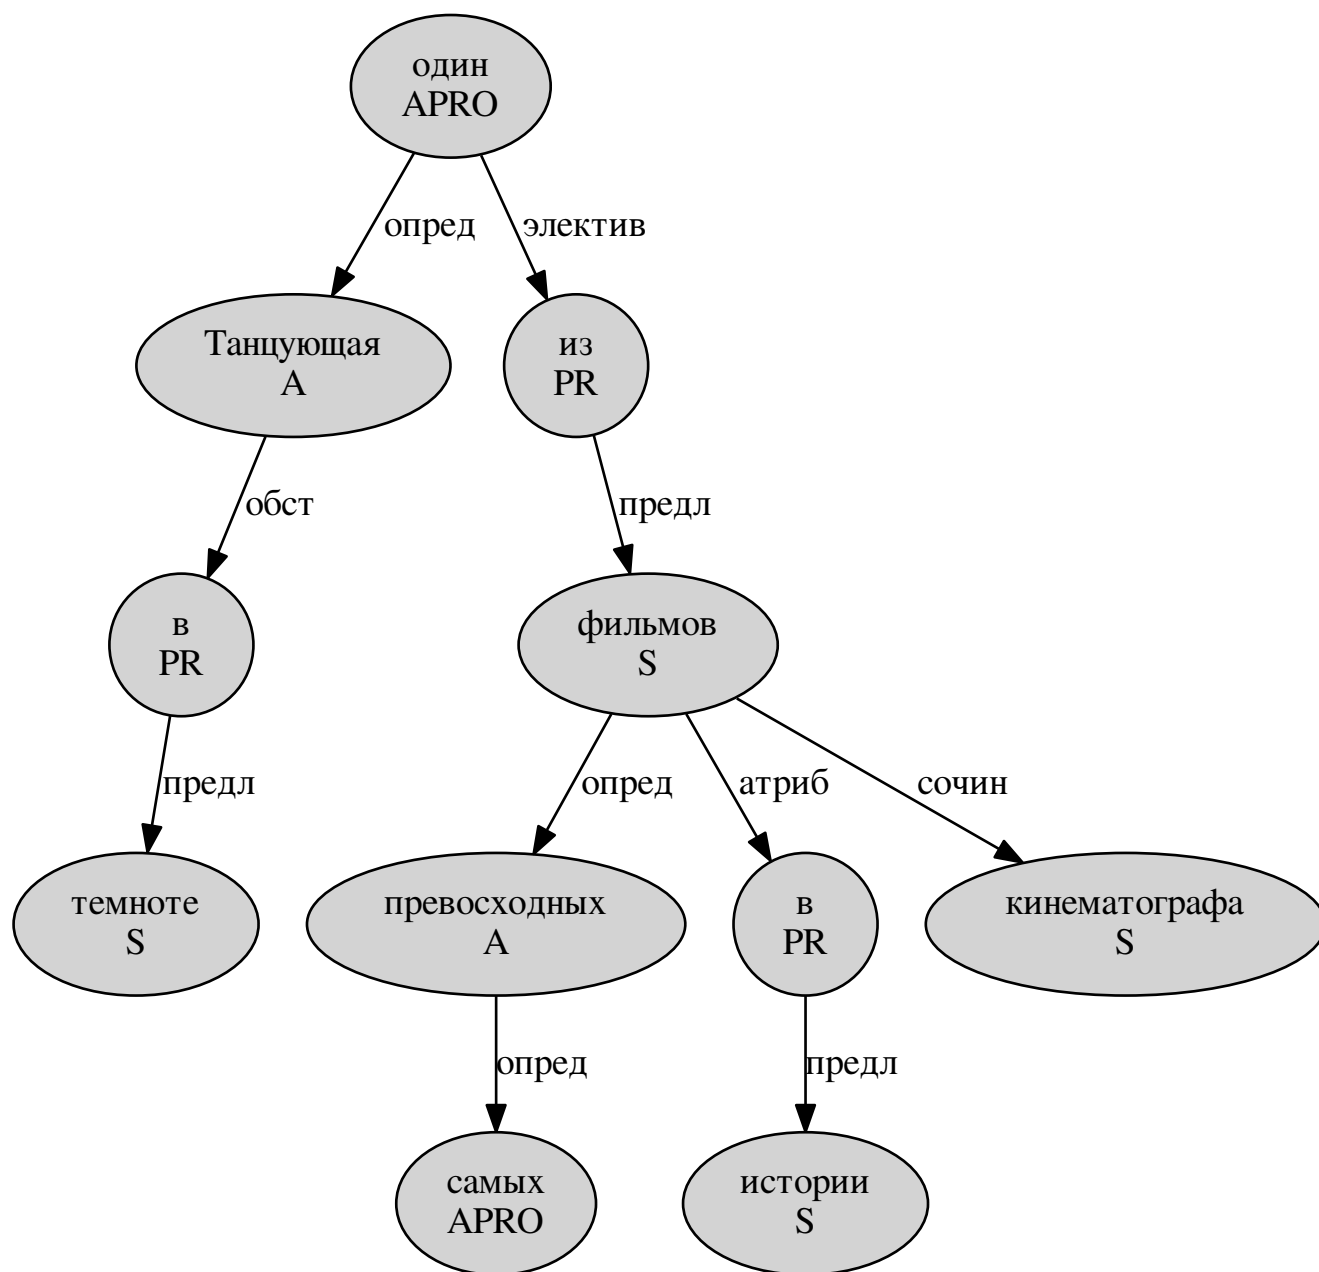 один
APRO
опред
электив
Танцующая
A
из
PR
обст
предл
в
PR
фильмов
S
предл
опред
атриб
сочин
темноте
S
превосходных
A
в
PR
кинематографа
S
опред
предл
самых
APRO
истории
S